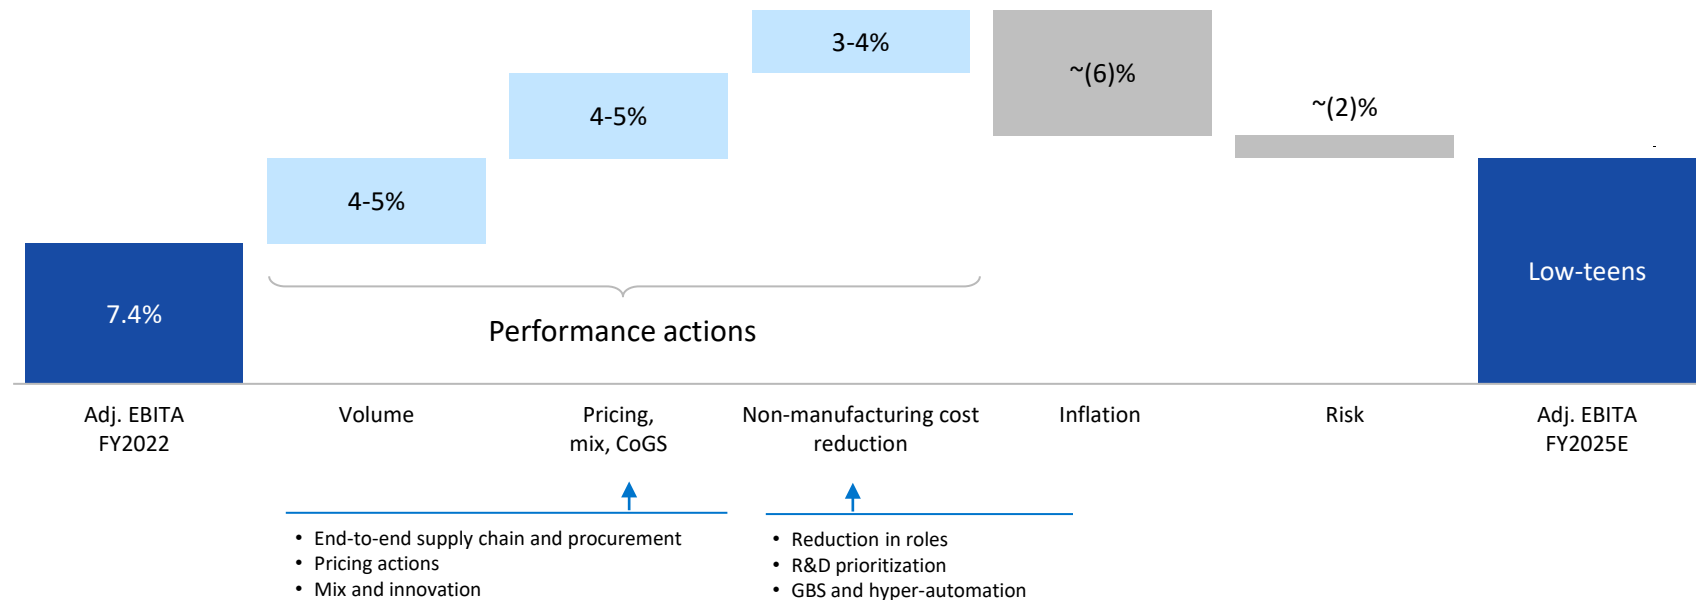 3-4%
~(6)%
4-5%
~(2)%
4-5%
Low-teens
7.4%
Performance actions
Adj. EBITA
FY2022
Volume
Pricing,
mix, CoGS
Non-manufacturing cost
reduction
Inflation
Risk
Adj. EBITA
FY2025E
• End-to-end supply chain and procurement
• Pricing actions
• Mix and innovation
• Reduction in roles
• R&D prioritization
• GBS and hyper-automation